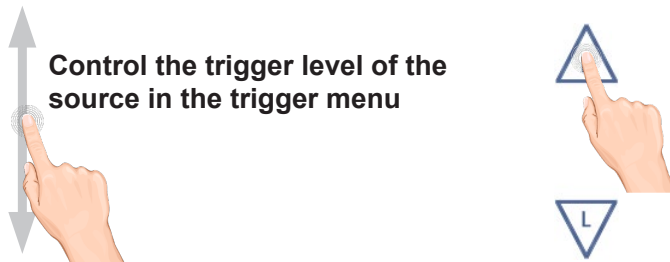 Control the trigger level of the
source in the trigger menu
L